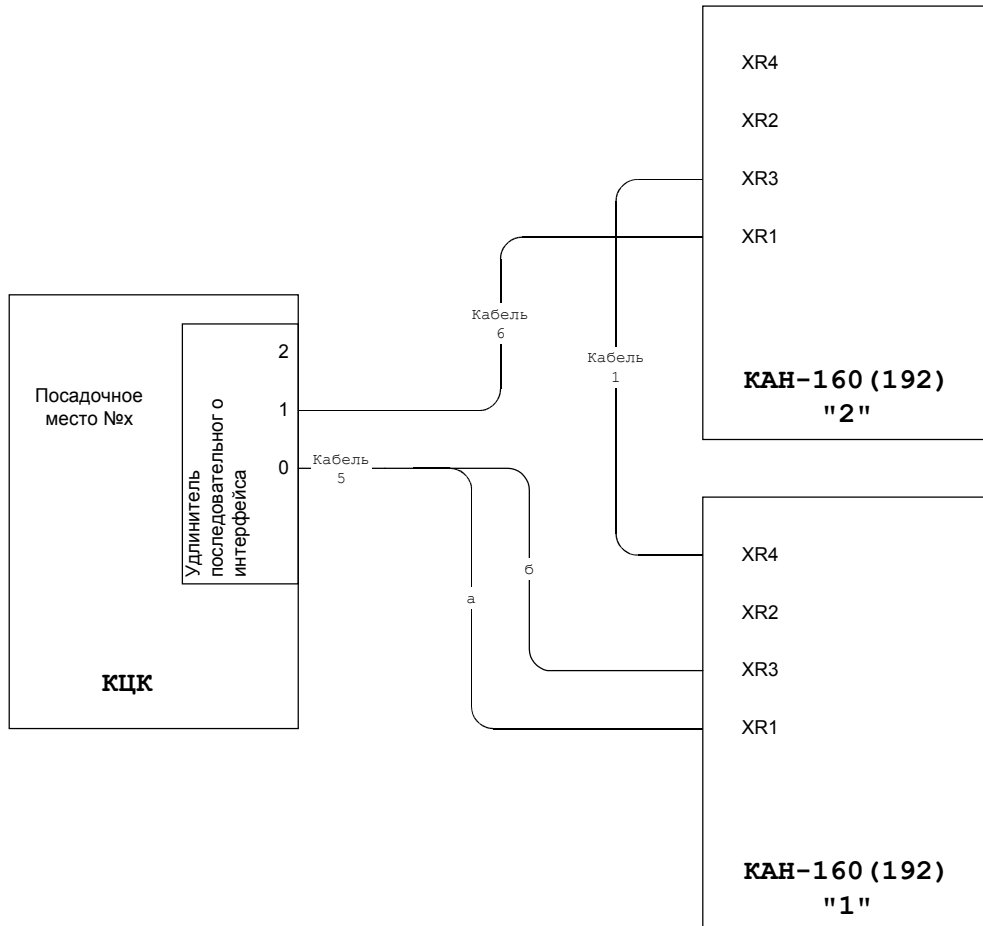 XR4
XR2
XR3
XR1
КАН-160(192)
"2"
Кабель
6
Кабель
1
Посадочное
место №x
2
1
0
Удлинитель
последовательног о
интерфейса
КЦК
Кабель
5
а
б
XR4
XR2
XR3
XR1
КАН-160(192)
"1"